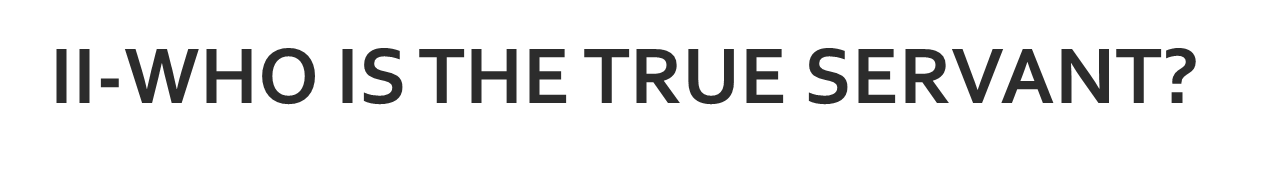 II-WHO IS THE TRUE SERVANT?